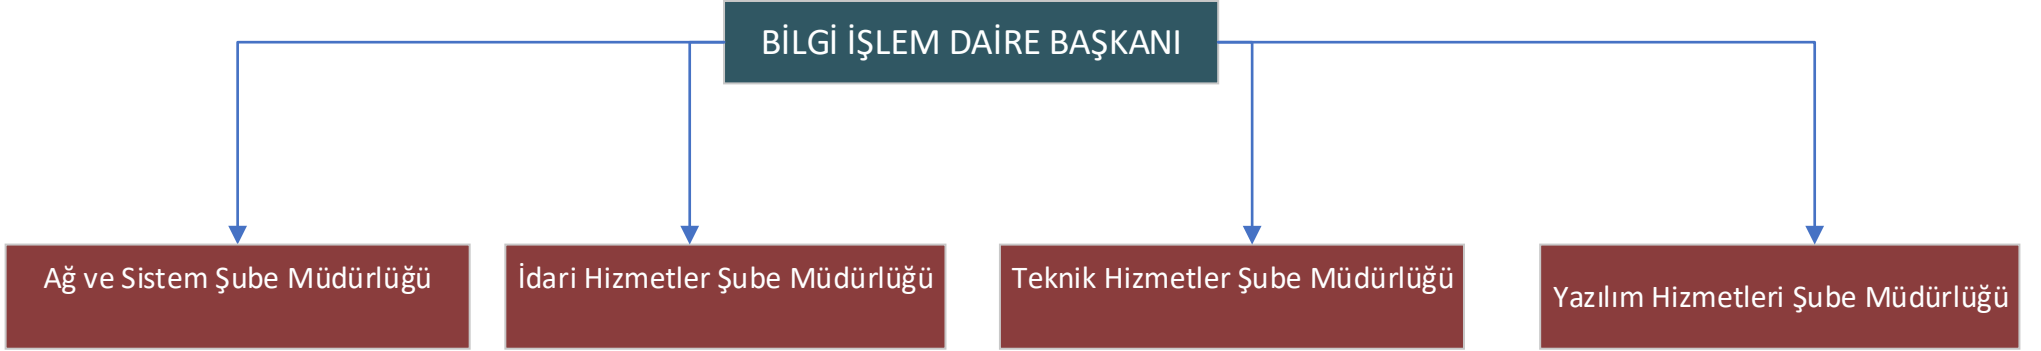 BİLGİ İŞLEM DAİRE BAŞKANI
Ağ ve Sistem Şube Müdürlüğü
İdari Hizmetler Şube Müdürlüğü
Teknik Hizmetler Şube Müdürlüğü
Yazılım Hizmetleri Şube Müdürlüğü